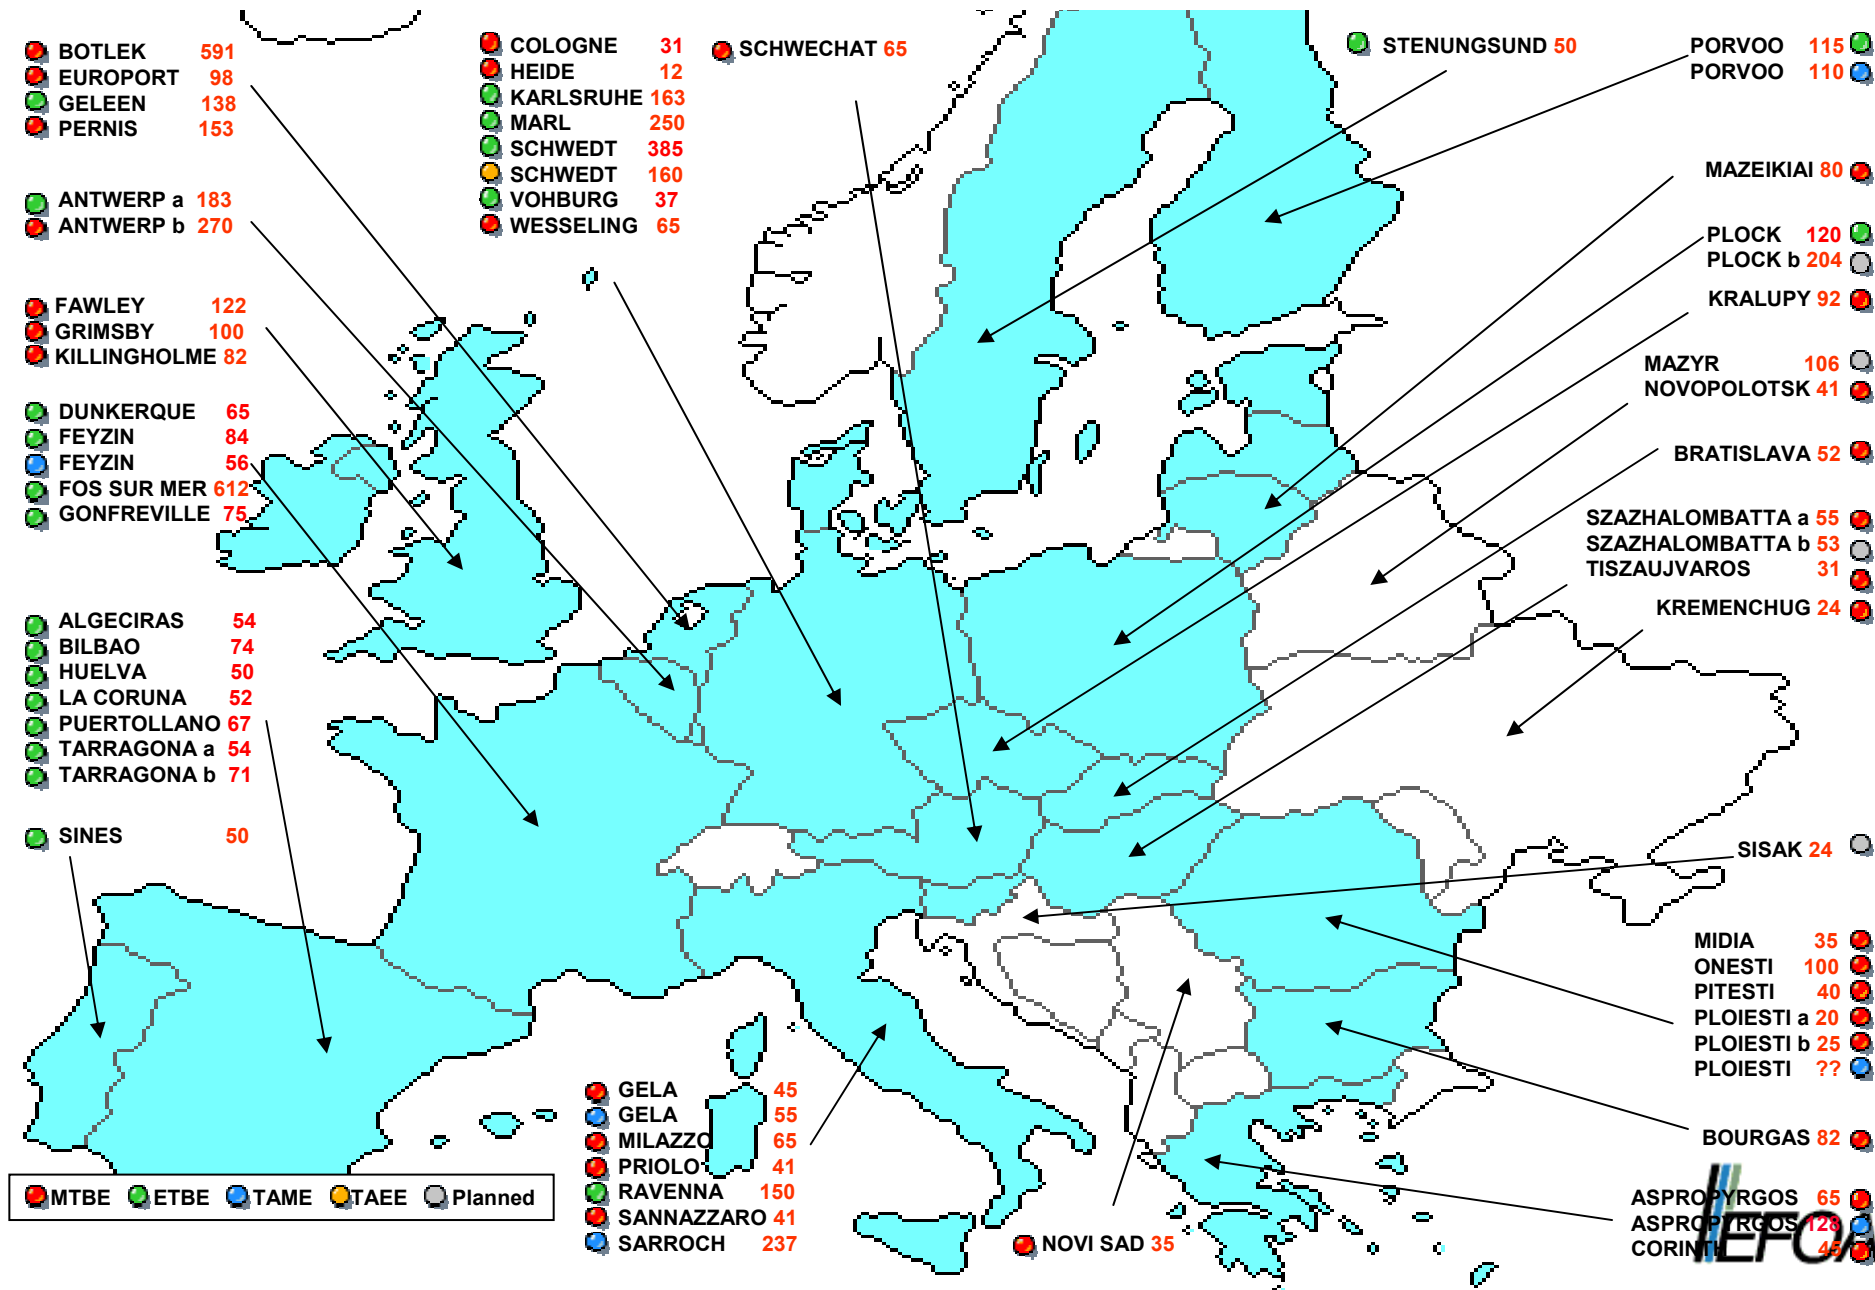 BOTLEK 591
EUROPORT 98
GELEEN 138
PERNIS 153
ANTWERP a 183
ANTWERP b 270
FAWLEY 122
GRIMSBY 100
KILLINGHOLME 82
DUNKERQUE 65
FEYZIN 84
FEYZIN 56
FOS SUR MER 612
GONFREVILLE 75
ALGECIRAS 54
BILBAO 74
HUELVA 50
LA CORUNA 52
PUERTOLLANO 67
TARRAGONA a 54
TARRAGONA b 71
SINES 50
COLOGNE 31
HEIDE 12
KARLSRUHE 163
MARL 250
SCHWEDT 385
SCHWEDT 160
VOHBURG 37
WESSELING 65
SCHWECHAT 65
STENUNGSUND 50
PORVOO 115
PORVOO 110
MAZEIKIAI 80
PLOCK 120
PLOCK b 204
KRALUPY 92
MAZYR 106
NOVOPOLOTSK 41
BRATISLAVA 52
SZAZHALOMBATTA a 55
SZAZHALOMBATTA b 53
TISZAUJVAROS 31
KREMENCHUG 24
SISAK 24
MIDIA 35
ONESTI 100
PITESTI 40
PLOIESTI a 20
PLOIESTI b 25
PLOIESTI ??
BOURGAS 82
ASPROPYRGOS 65
ASPROPYRGOS 128
CORINTH 45
EFOA
GELA 45
GELA 55
MILAZZO 65
PRIOLO 41
RAVENNA 150
SANNAZZARO 41
SARROCH 237
NOVI SAD 35
MTBE ETBE TAME TAEE Planned